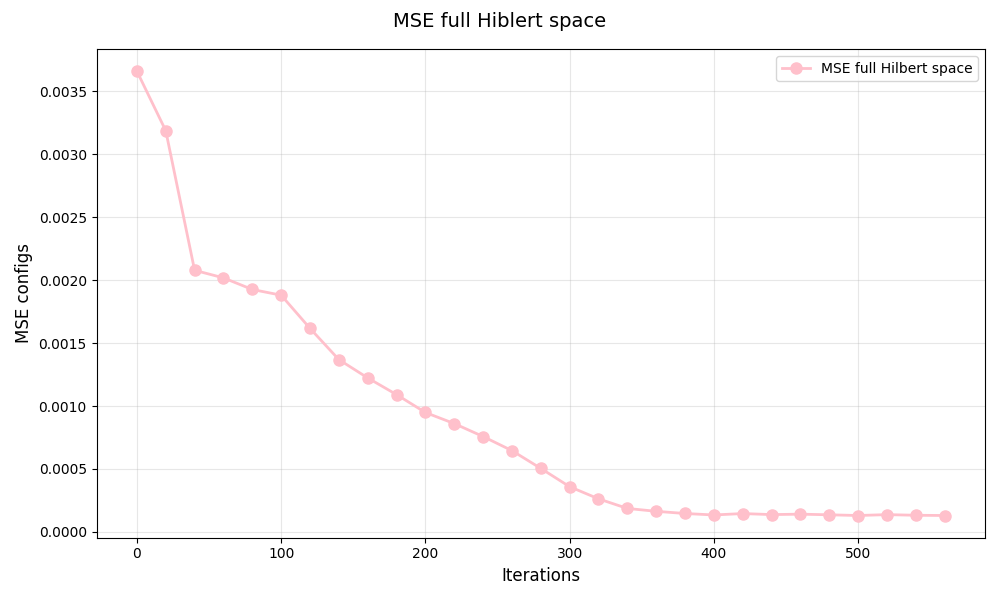 MSE full Hiblert space
MSE full Hilbert space
MSE configs
0.0035
0.0030
0.0025
0.0020
0.0015
0.0010
0.0005
0.0000
0 100 200 300 400 500
Iterations